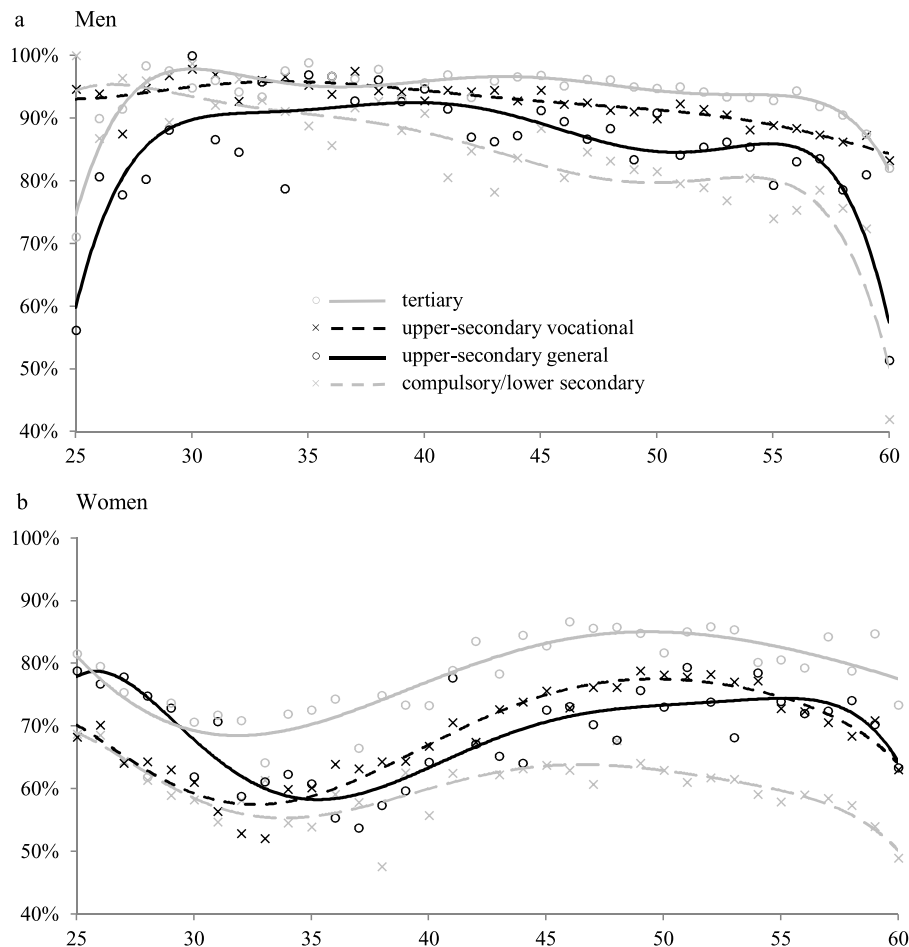 a Men
100%
90%
80%
70%
60%
50%
40%
tertiary
upper-secondary vocational
upper-secondary general
compulsory/lower secondary
25 30 35 40 45 50 55 60
b Women
100%
90%
80%
70%
60%
50%
40%
25 30 35 40 45 50 55 60